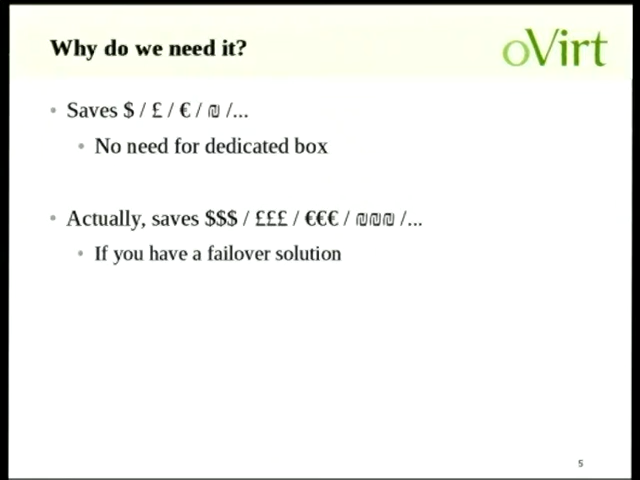 Why do we need it?
oVirt
• Saves $ / £ / € / ₪ /...
• No need for dedicated box
• Actually, saves $$$ / £££ / €€€ / ₪₪₪ /...
• If you have a failover solution
5